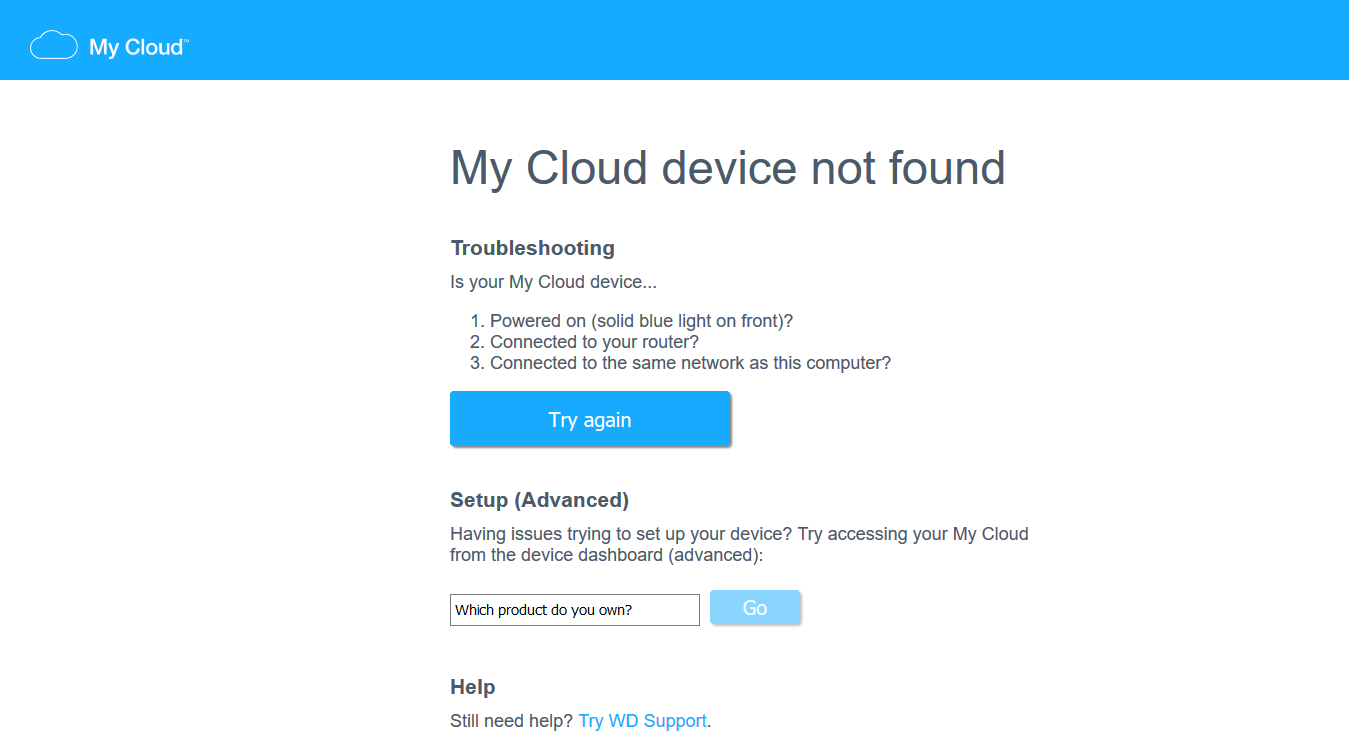 My Cloud™
My Cloud device not found
Troubleshooting
Is your My Cloud device...
1. Powered on (solid blue light on front)?
2. Connected to your router?
3. Connected to the same network as this computer?
Try again
Setup (Advanced)
Having issues trying to set up your device? Try accessing your My Cloud
from the device dashboard (advanced):
Which product do you own?
Go
Help
Still need help? Try WD Support.